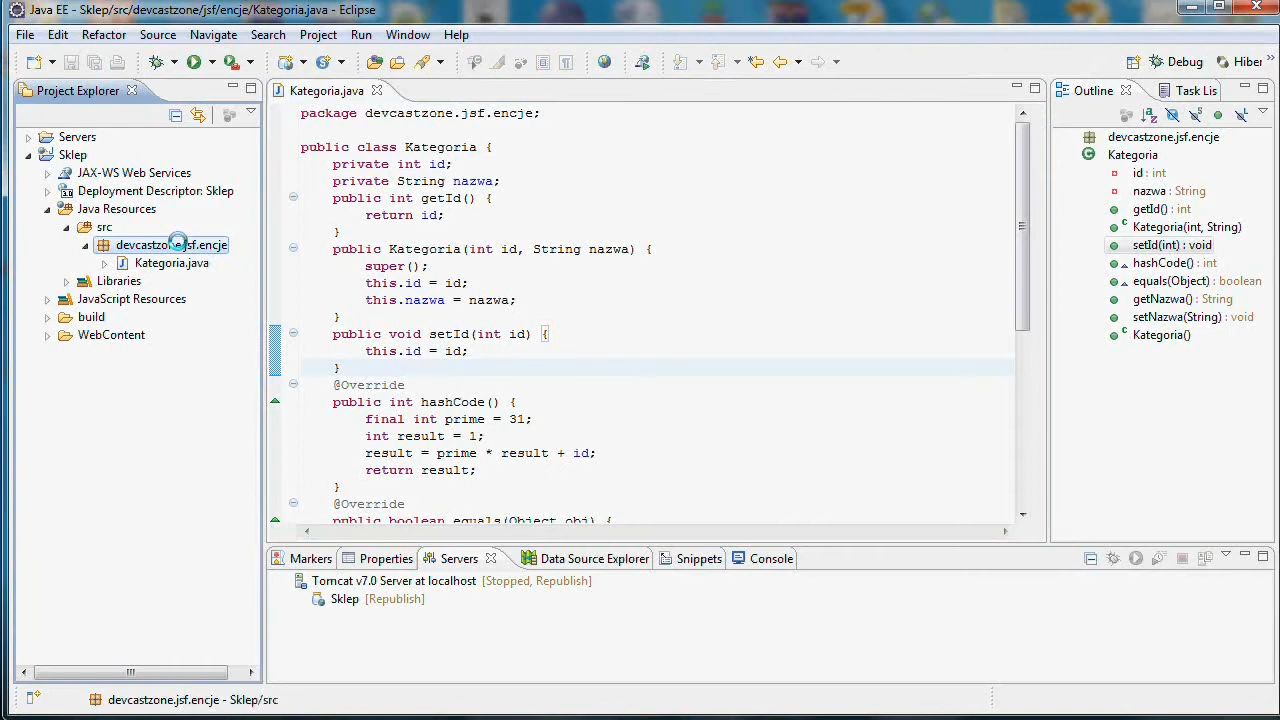 Java EE - Sklep/src/devcastzone/jsf/encje/Kategoria.java - Eclipse
File Edit Refactor Source Navigate Search Project Run Window Help
Debug Hiber
Project Explorer
Servers
Sklep
JAX-WS Web Services
Deployment Descriptor: Sklep
Java Resources
src
devcastzone.jsf.encje
Kategoria.java
Libraries
JavaScript Resources
build
WebContent
Kategoria.java
package devcastzone.jsf.encje;
public class Kategoria {
private int id;
private String nazwa;
public int getId() {
return id;
}
public Kategoria(int id, String nazwa) {
super();
this.id = id;
this.nazwa = nazwa;
}
public void setId(int id) {
this.id = id;
}
@Override
public int hashCode() {
final int prime = 31;
int result = 1;
result = prime * result + id;
return result;
}
@Override
public boolean equals(Object obj) {
Outline Task Lis
devcastzone.jsf.encje
Kategoria
id : int
nazwa : String
getId() : int
Kategoria(int, String)
setId(int) : void
hashCode() : int
equals(Object) : boolean
getNazwa() : String
setNazwa(String) : void
Kategoria()
Markers Properties Servers Data Source Explorer Snippets Console
Tomcat v7.0 Server at localhost [Stopped, Republish]
Sklep [Republish]
devcastzone.jsf.encje - Sklep/src